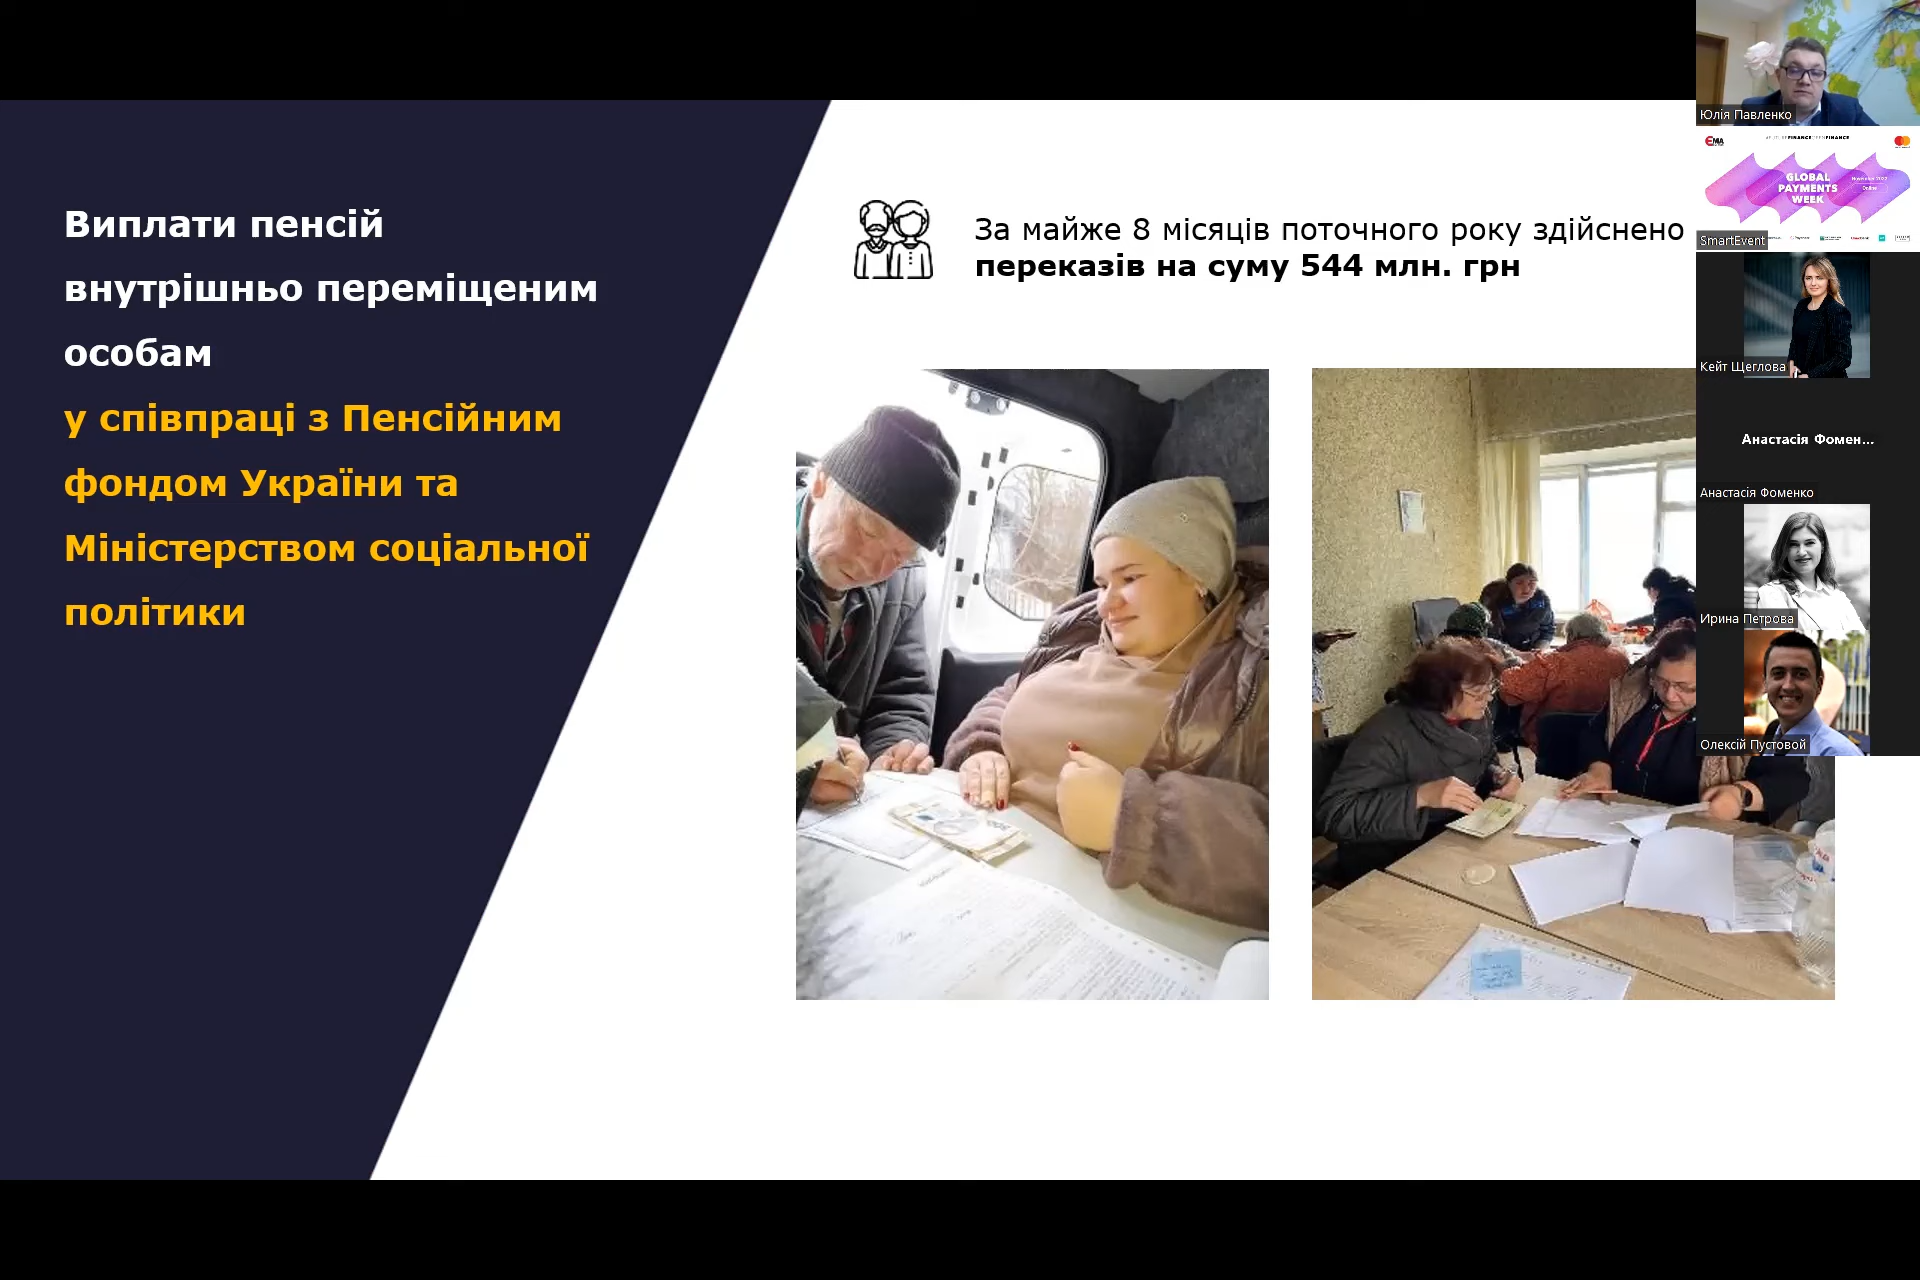 Виплати пенсій
внутрішньо переміщеним
особам
у співпраці з Пенсійним
фондом України та
Міністерством соціальної
політики
За майже 8 місяців поточного року здійснено
переказів на суму 544 млн. грн
Юлія Павленко
EMA
GLOBAL
PAYMENTS
WEEK
Online
SmartEvent
Кейт Щеглова
Анастасія Фомен...
Анастасія Фоменко
Ирина Петрова
Олексій Пустовой